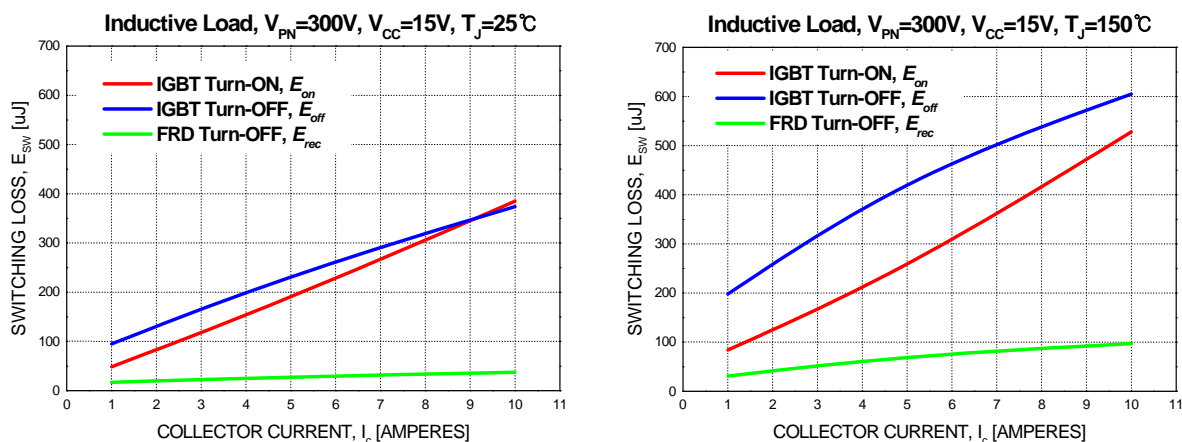 Inductive Load, VPN=300V, VCC=15V, TJ=25℃
700
600
500
400
300
200
100
0
SWITCHING LOSS, ESW [uJ]
IGBT Turn-ON, Eon
IGBT Turn-OFF, Eoff
FRD Turn-OFF, Erec
0 1 2 3 4 5 6 7 8 9 10 11
COLLECTOR CURRENT, Ic [AMPERES]
Inductive Load, VPN=300V, VCC=15V, TJ=150℃
700
600
500
400
300
200
100
0
SWITCHING LOSS, ESW [uJ]
IGBT Turn-ON, Eon
IGBT Turn-OFF, Eoff
FRD Turn-OFF, Erec
0 1 2 3 4 5 6 7 8 9 10 11
COLLECTOR CURRENT, Ic [AMPERES]